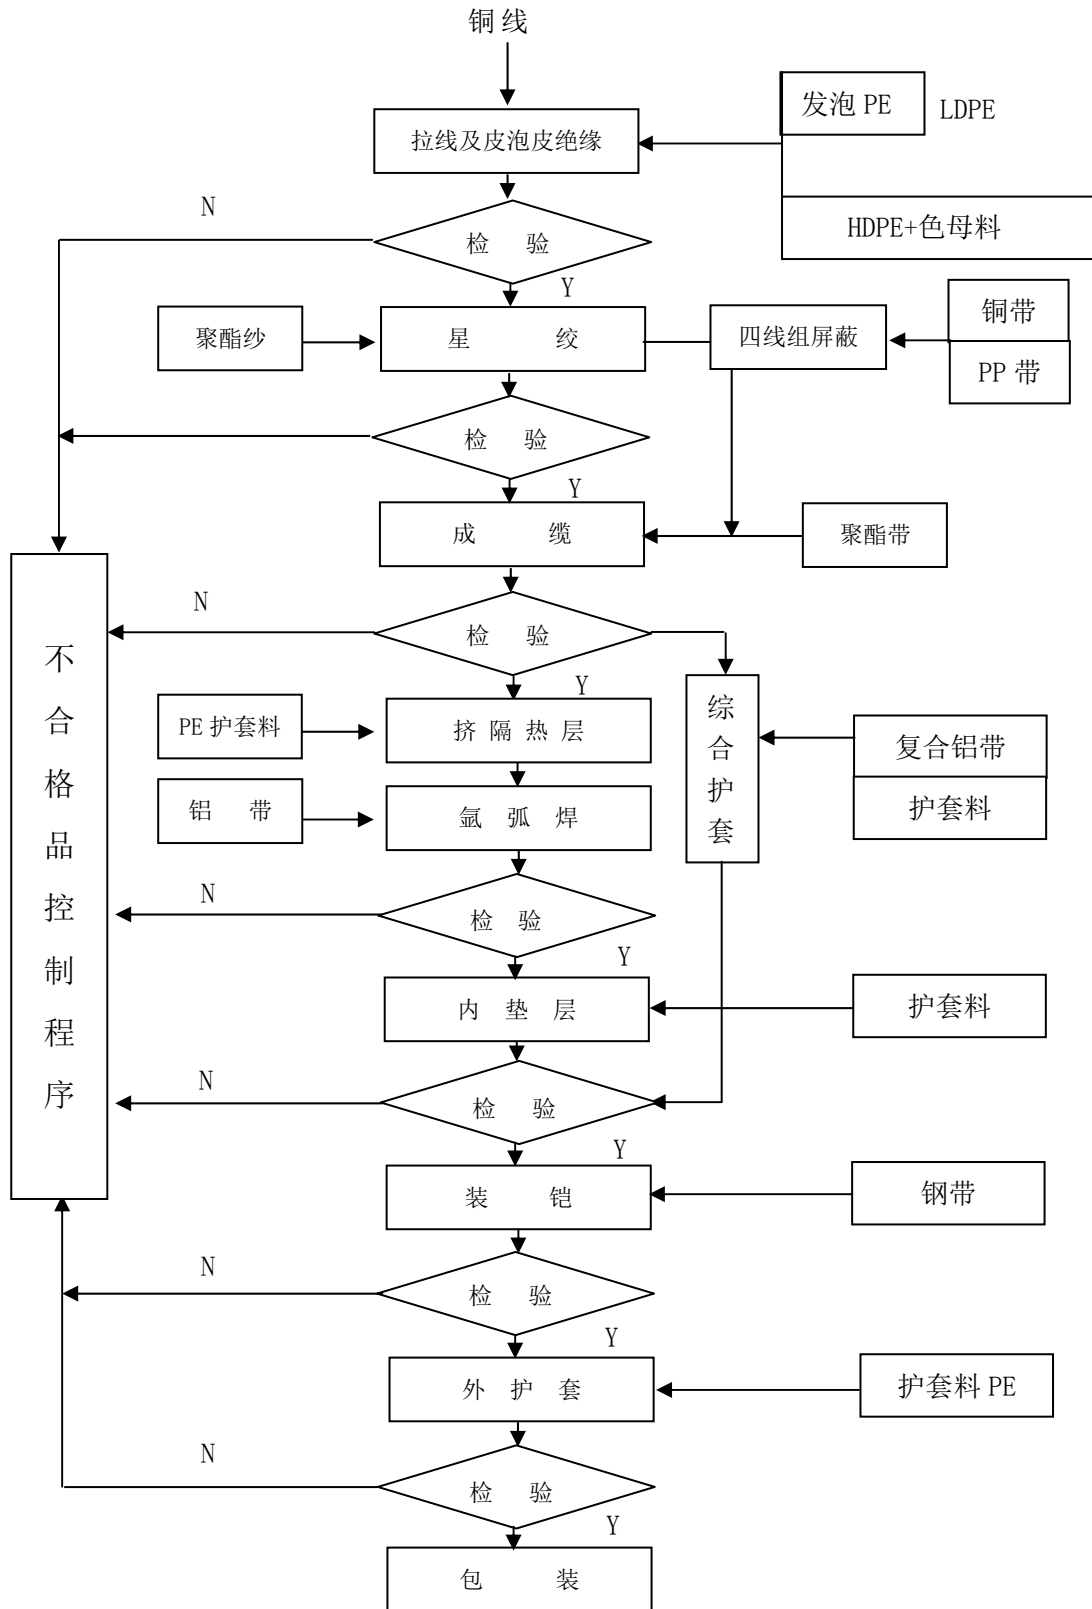 铜线
发泡 PE
LDPE
拉线及皮泡皮绝缘
HDPE+色母料
N
检 验
Y
聚酯纱
星 绞
四线组屏蔽
铜带
PP 带
检 验
Y
成 缆
聚酯带
N
检 验
Y
不合格品控制程序
PE 护套料
挤隔热层
综合护套
复合铝带
护套料
铝 带
氩弧焊
N
检 验
Y
内垫层
护套料
N
检 验
Y
装 铠
钢带
N
检 验
Y
外护套
护套料 PE
N
检 验
Y
包 装